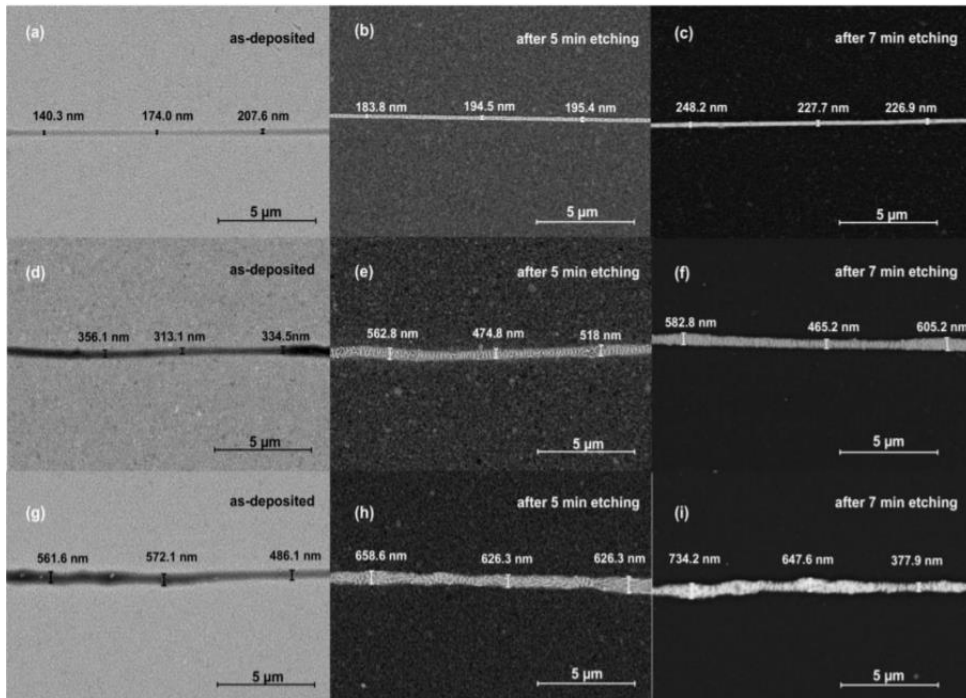 (a)
as-deposited
140.3 nm 174.0 nm 207.6 nm
5 µm
(b)
after 5 min etching
183.8 nm 194.5 nm 195.4 nm
5 µm
(c)
after 7 min etching
248.2 nm 227.7 nm 226.9 nm
5 µm
(d)
as-deposited
356.1 nm 313.1 nm 334.5nm
5 µm
(e)
after 5 min etching
562.8 nm 474.8 nm 518 nm
5 µm
(f)
after 7 min etching
582.8 nm 465.2 nm 605.2 nm
5 µm
(g)
as-deposited
561.6 nm 572.1 nm 486.1 nm
5 µm
(h)
after 5 min etching
658.6 nm 626.3 nm 626.3 nm
5 µm
(i)
after 7 min etching
734.2 nm 647.6 nm 377.9 nm
5 µm